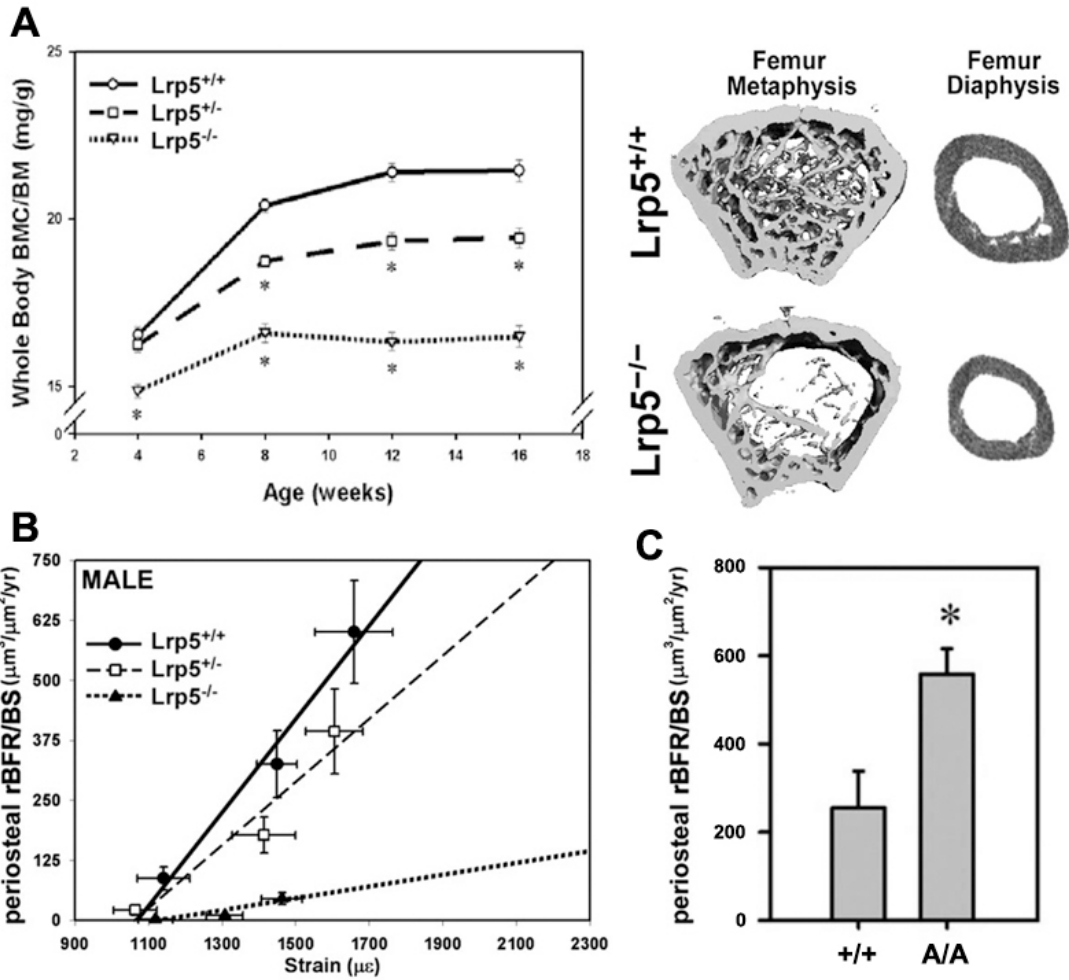 A
Whole Body BMC/BM (mg/g)
25
20
15
0
Lrp5+/+
Lrp5+/-
Lrp5-/-
*
*
*
*
*
*
*
2 4 6 8 10 12 14 16 18
Age (weeks)
Femur Metaphysis
Femur Diaphysis
Lrp5+/+
Lrp5−/−
B
periosteal rBFR/BS (μm³/μm²/yr)
750
625
500
375
250
125
0
MALE
Lrp5+/+
Lrp5+/-
Lrp5-/-
900 1100 1300 1500 1700 1900 2100 2300
Strain (με)
C
periosteal rBFR/BS (μm³/μm²/yr)
800
600
400
200
0
*
+/+ A/A